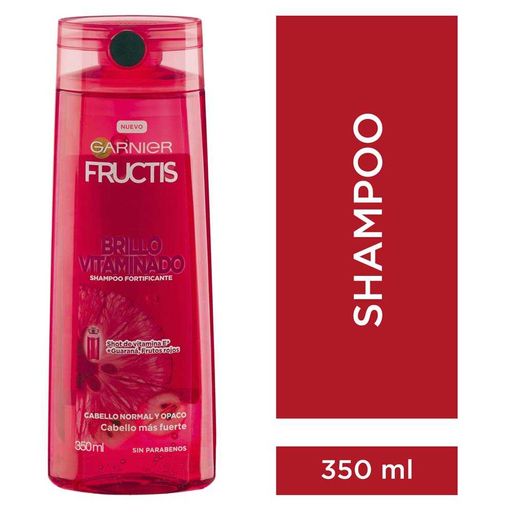 NUEVO
GARNIER
FRUCTIS
BRILLO
VITAMINADO
SHAMPOO FORTIFICANTE
Shot de vitamina E*
+Guaraná, Frutos rojos
CABELLO NORMAL Y OPACO
Cabello más fuerte
350ml
SIN PARABENOS
SHAMPOO
350 ml